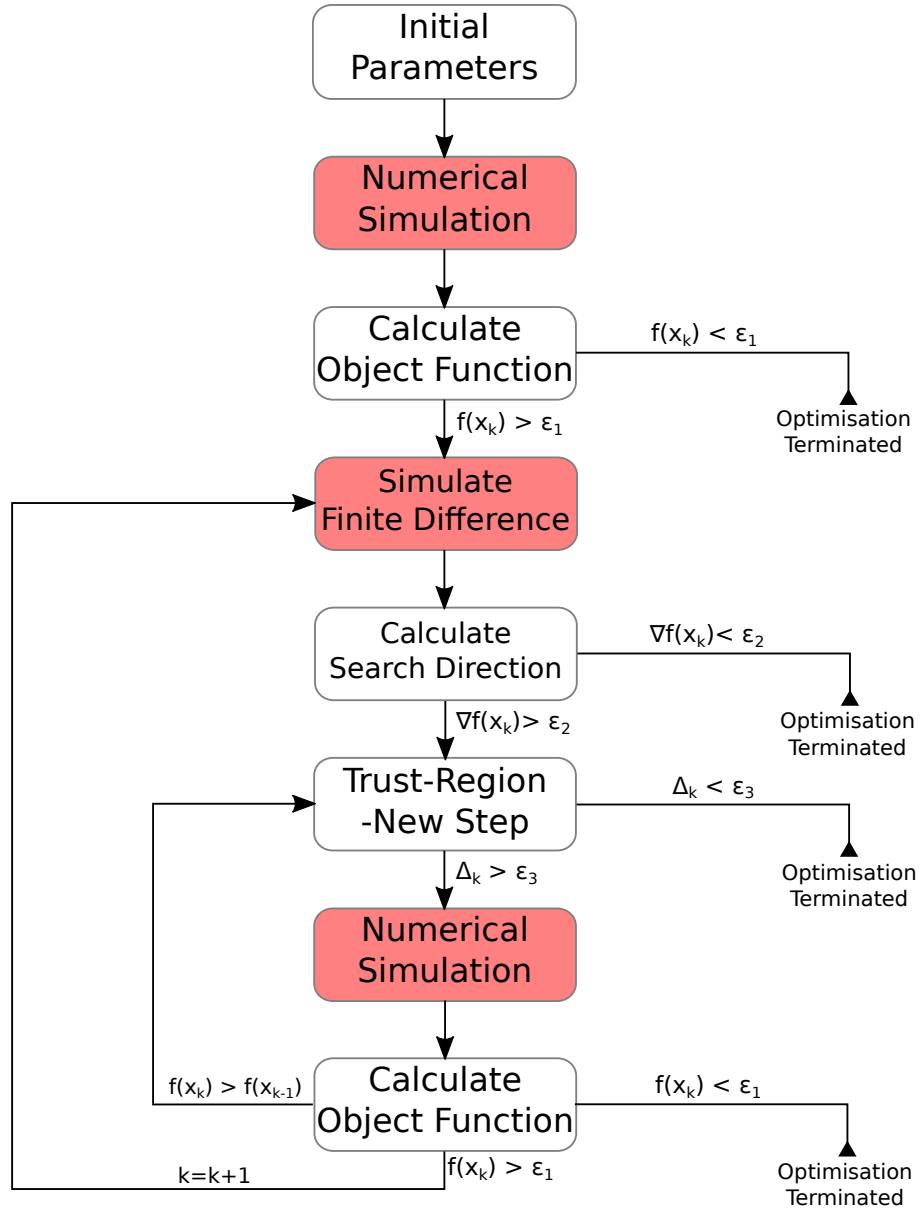 Initial
Parameters
Numerical
Simulation
Calculate
Object Function
f(xₖ) < ε₁
Optimisation
Terminated
f(xₖ) > ε₁
Simulate
Finite Difference
Calculate
Search Direction
∇f(xₖ)< ε₂
Optimisation
Terminated
∇f(xₖ)> ε₂
Trust-Region
-New Step
Δₖ < ε₃
Optimisation
Terminated
Δₖ > ε₃
Numerical
Simulation
Calculate
Object Function
f(xₖ) > f(xₖ₋₁)
f(xₖ) < ε₁
Optimisation
Terminated
f(xₖ) > ε₁
k=k+1